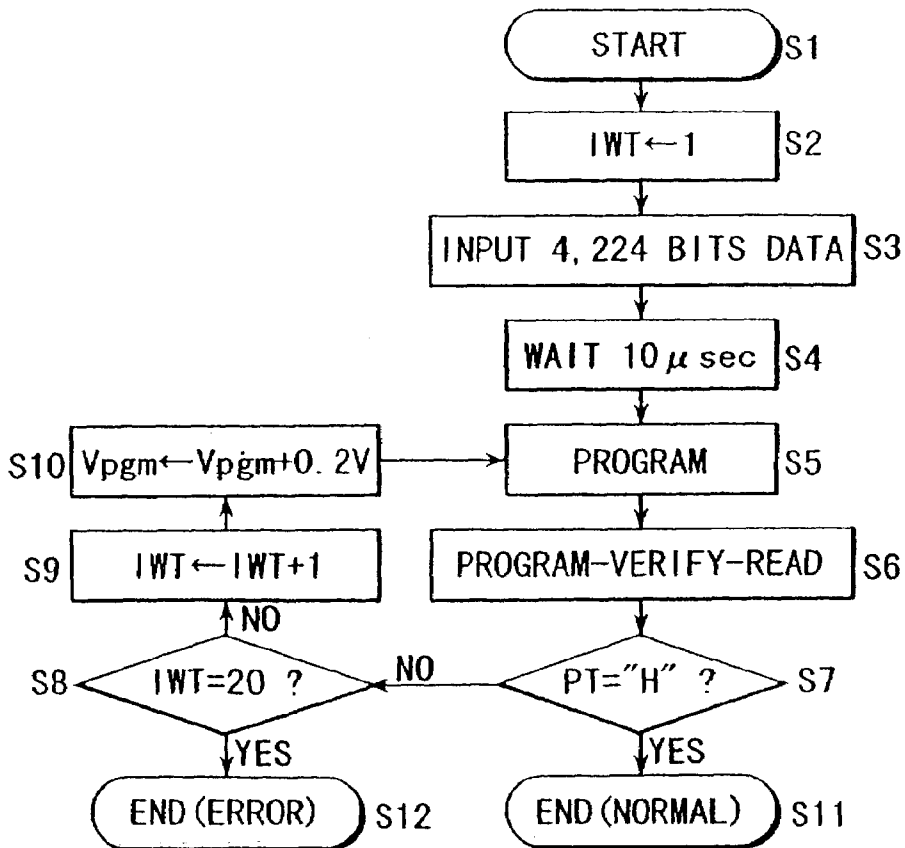 START S1
IWT←1 S2
INPUT 4,224 BITS DATA S3
WAIT 10μsec S4
S10 Vpgm←Vpgm+0.2V
PROGRAM S5
S9 IWT←IWT+1
PROGRAM-VERIFY-READ S6
NO
S8 IWT=20 ?
NO
PT="H" ? S7
YES
YES
END(ERROR) S12
END(NORMAL) S11